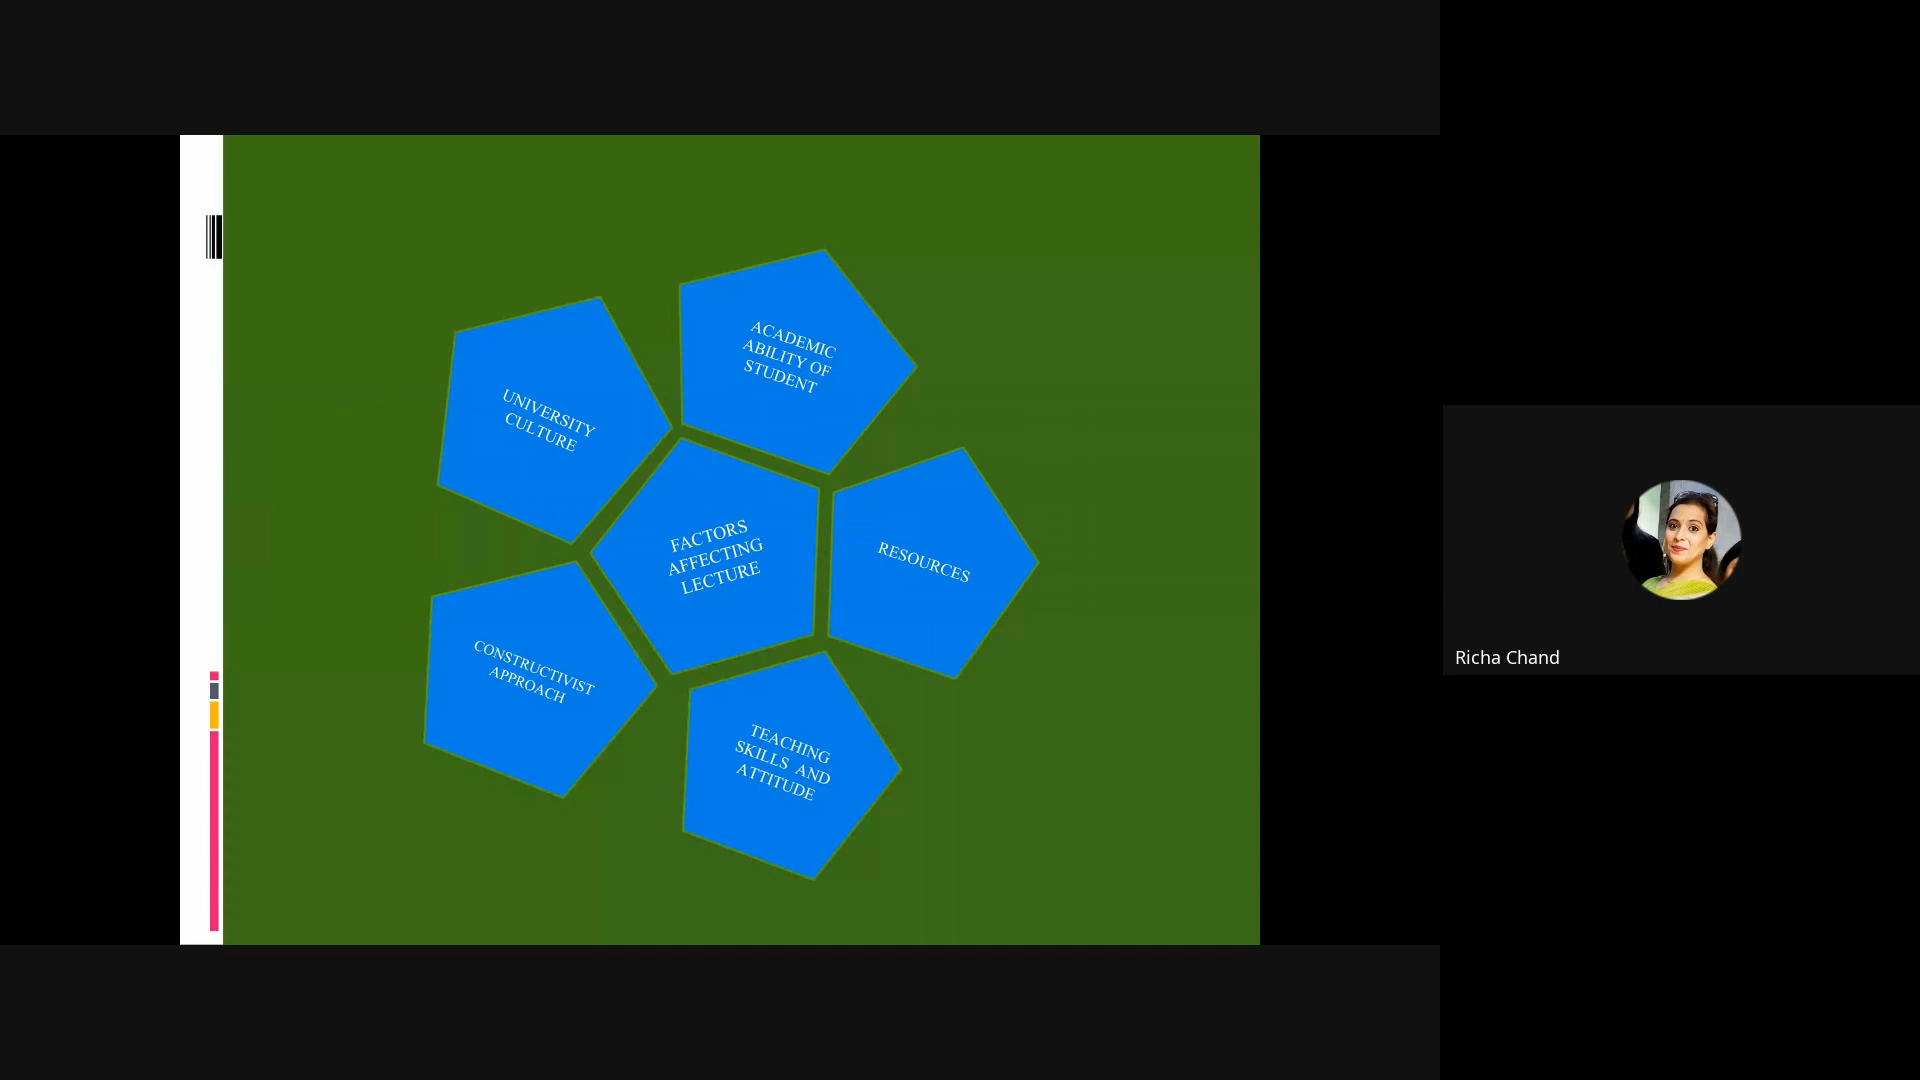 ACADEMIC
ABILITY OF
STUDENT
UNIVERSITY
CULTURE
FACTORS
AFFECTING
LECTURE
RESOURCES
CONSTRUCTIVIST
APPROACH
TEACHING
SKILLS AND
ATTITUDE
Richa Chand